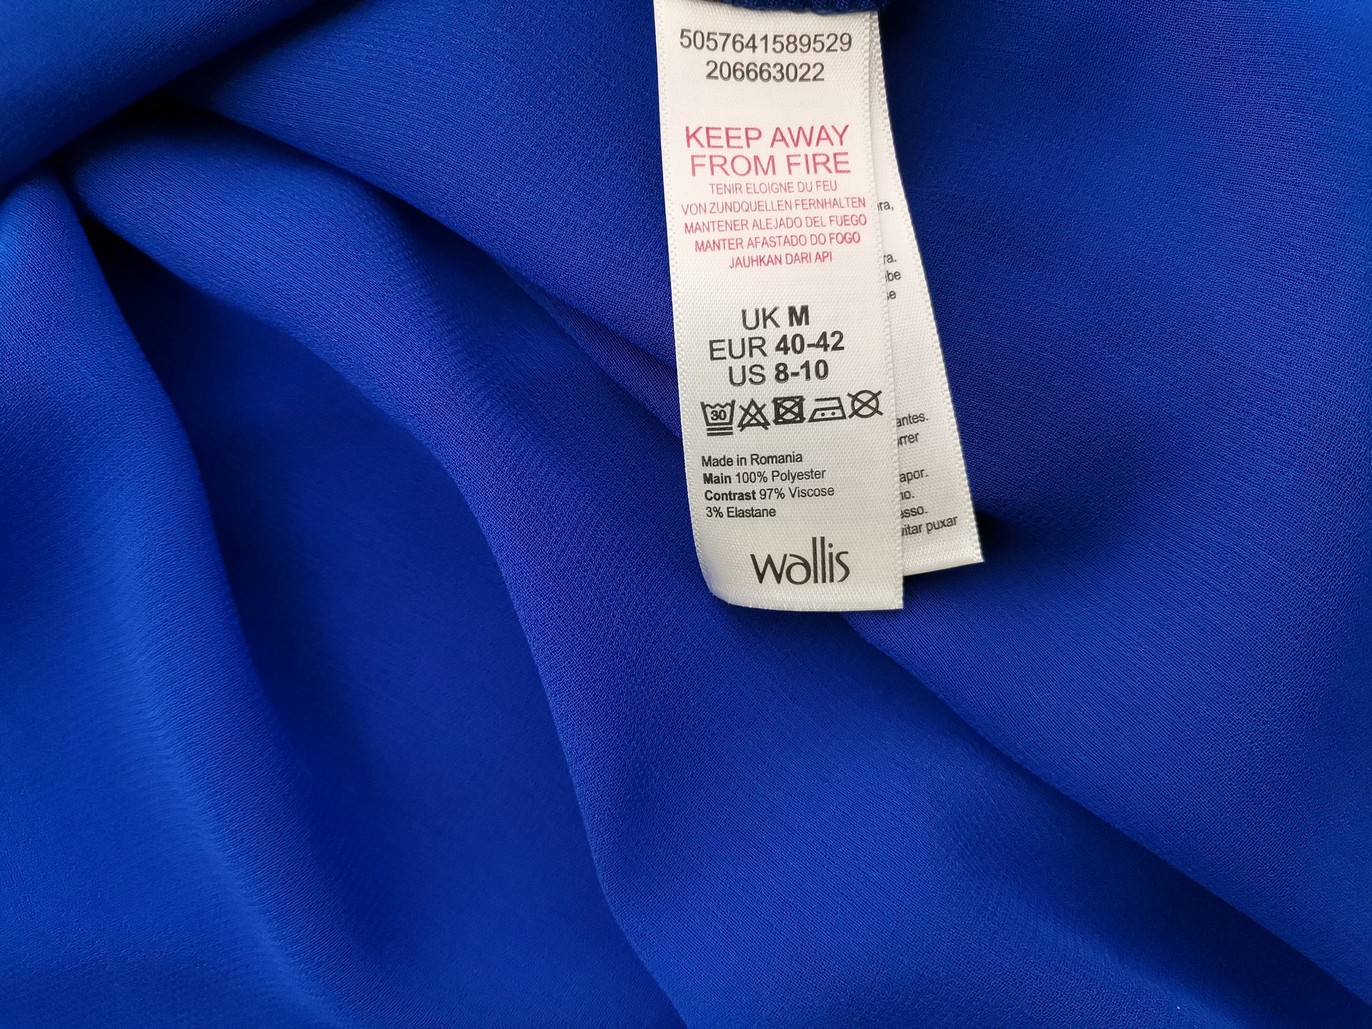 5057641589529
206663022
KEEP AWAY
FROM FIRE
TENIR ELOIGNE DU FEU
VON ZUNDQUELLEN FERNHALTEN
MANTENER ALEJADO DEL FUEGO
MANTER AFASTADO DO FOGO
JAUHKAN DARI API
UK M
EUR 40-42
US 8-10
30
Made in Romania
Main 100% Polyester
Contrast 97% Viscose
3% Elastane
wallis
puxar